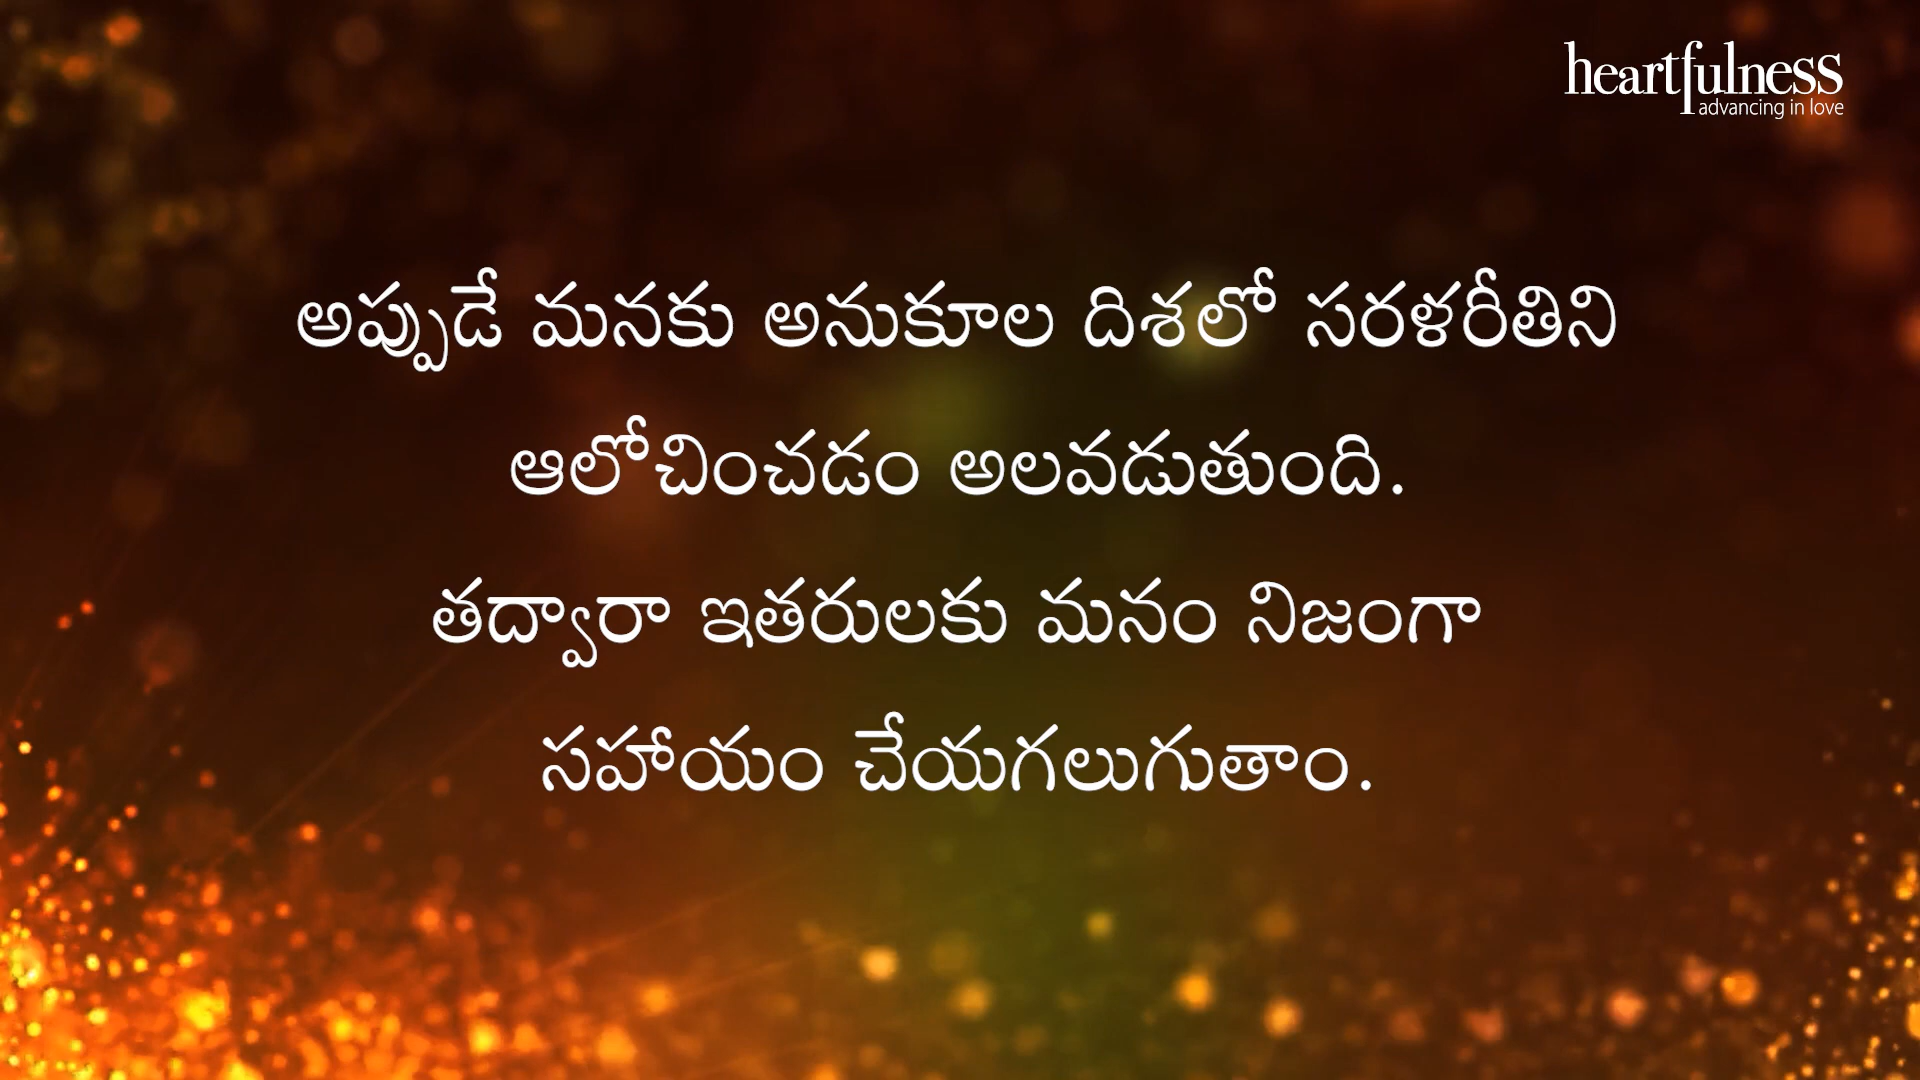 heartfulness
advancing in love
అప్పుడే మనకు అనుకూల దిశలో సరళరీతిని
ఆలోచించడం అలవడుతుంది.
తద్వారా ఇతరులకు మనం నిజంగా
సహాయం చేయగలుగుతాం.